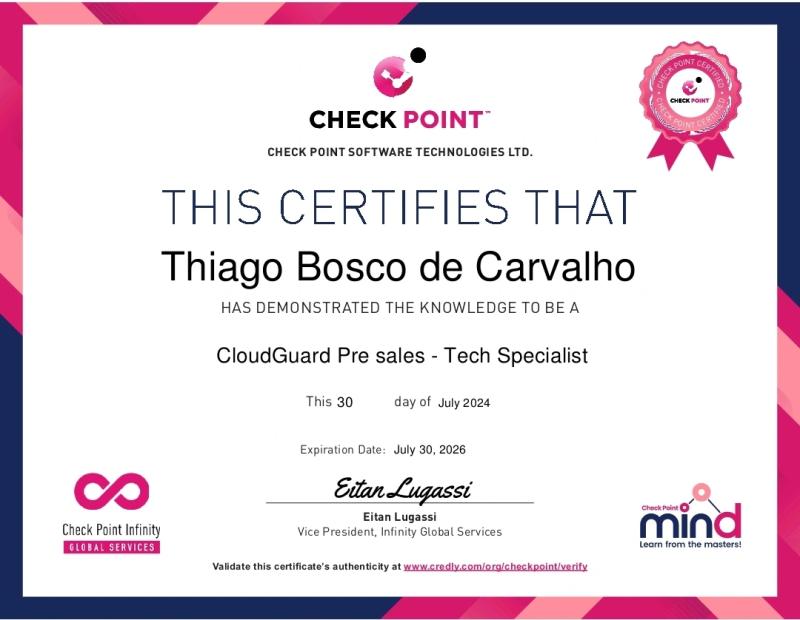 CHECK POINT™
CHECK POINT SOFTWARE TECHNOLOGIES LTD.
CHECK POINT CERTIFIED
CHECK POINT
CHECK POINT CERTIFIED
THIS CERTIFIES THAT
Thiago Bosco de Carvalho
HAS DEMONSTRATED THE KNOWLEDGE TO BE A
CloudGuard Pre sales - Tech Specialist
This 30 day of July 2024
Expiration Date: July 30, 2026
Eitan Lugassi
Eitan Lugassi
Vice President, Infinity Global Services
Check Point Infinity
GLOBAL SERVICES
Check Point
mind
Learn from the masters!
Validate this certificate's authenticity at www.credly.com/org/checkpoint/verify